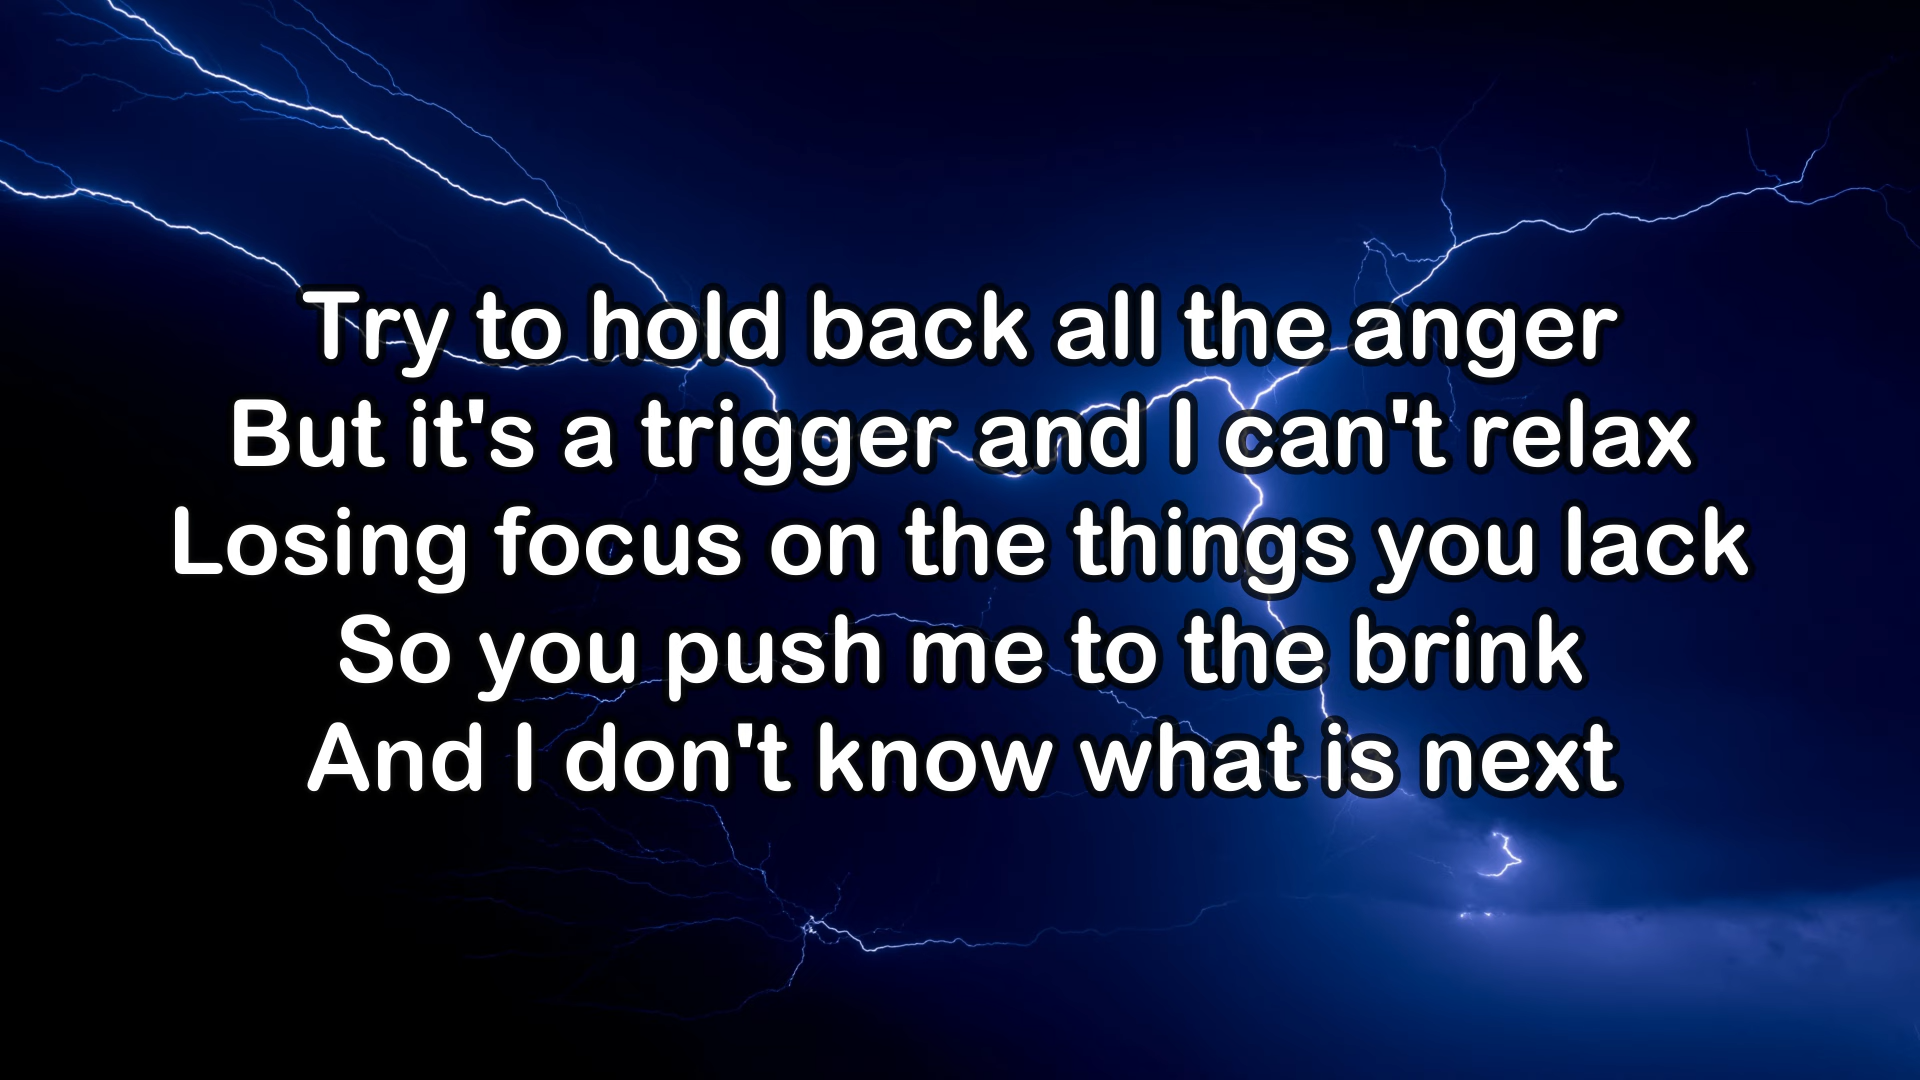 Try to hold back all the anger
But it's a trigger and I can't relax
Losing focus on the things you lack
So you push me to the brink
And I don't know what is next